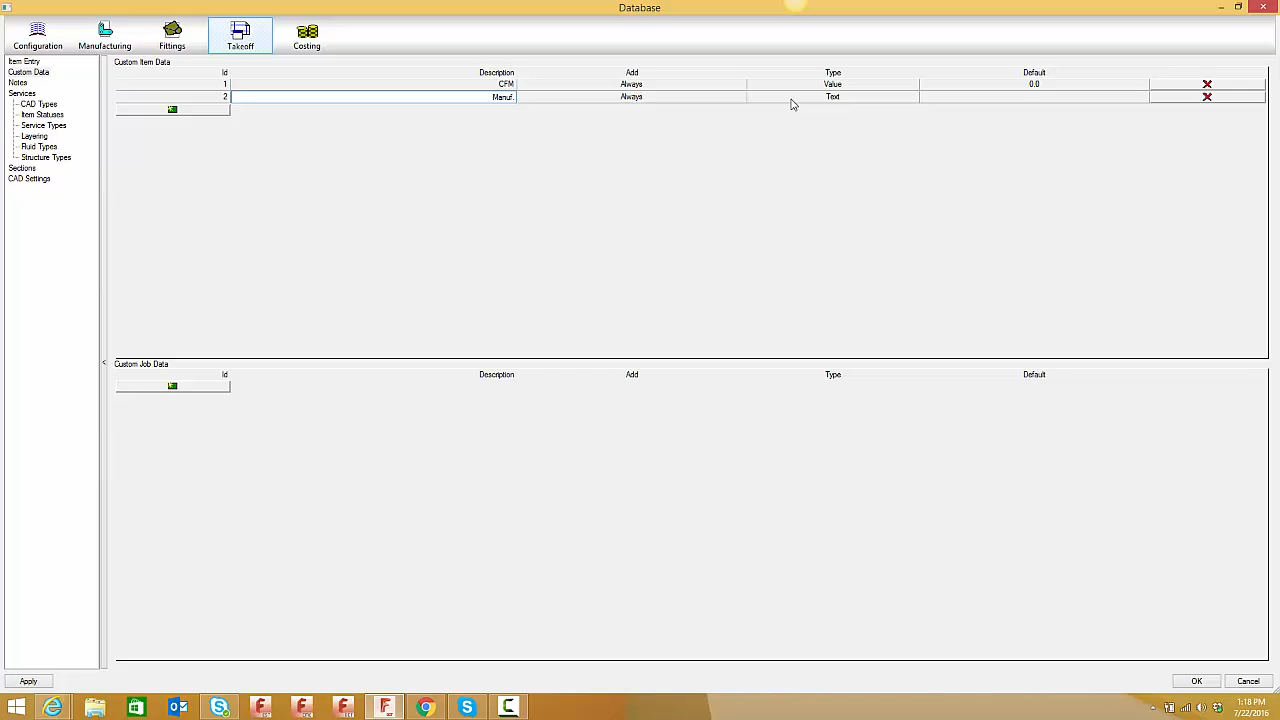 Database
Configuration Manufacturing Fittings Takeoff Costing
Item Entry
Custom Data
Notes
Services
CAD Types
Item Statuses
Service Types
Layering
Fluid Types
Structure Types
Sections
CAD Settings
Custom Item Data
Id Description Add Type Default
1 CFM Always Value 0.0
2 Manuf. Always Text
<
Custom Job Data
Id Description Add Type Default
Apply OK Cancel
1:18 PM
7/22/2016